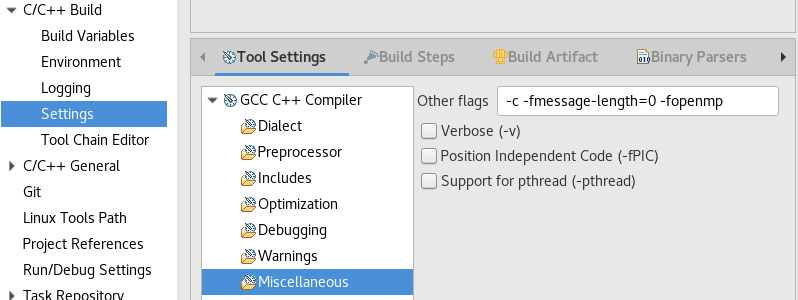 C/C++ Build
Build Variables
Environment
Logging
Settings
Tool Chain Editor
C/C++ General
Git
Linux Tools Path
Project References
Run/Debug Settings
Task Repository
Tool Settings
Build Steps
Build Artifact
Binary Parsers
GCC C++ Compiler
Dialect
Preprocessor
Includes
Optimization
Debugging
Warnings
Miscellaneous
Other flags -c -fmessage-length=0 -fopenmp
Verbose (-v)
Position Independent Code (-fPIC)
Support for pthread (-pthread)